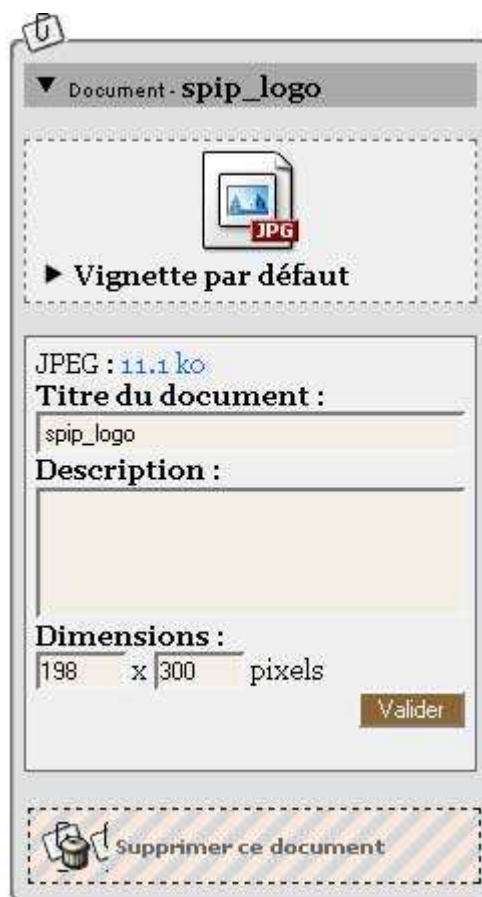 ▼ Document - spip_logo
JPG
▶ Vignette par défaut
JPEG : 11.1 ko
Titre du document :
spip_logo
Description :
Dimensions :
198 x 300 pixels
Valider
Supprimer ce document